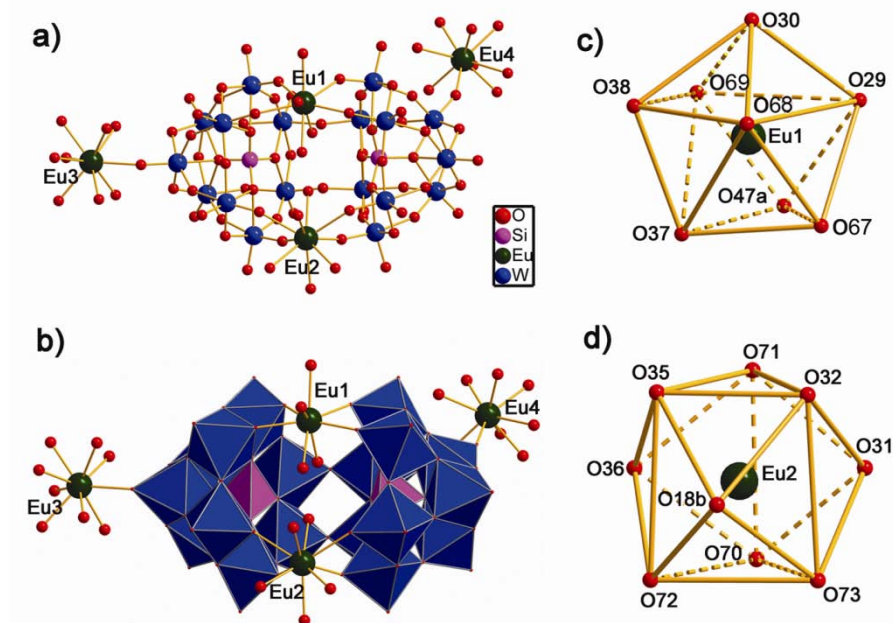 a)
Eu1
Eu4
Eu3
Eu2
O
Si
Eu
W
b)
Eu1
Eu4
Eu3
Eu2
c)
O30
O38
O69
O29
O68
Eu1
O47a
O37
O67
d)
O71
O35
O32
O36
O31
Eu2
O18b
O70
O72
O73